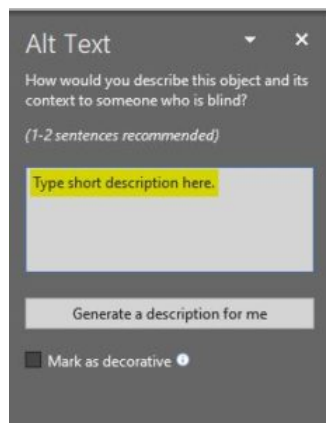 Alt Text
How would you describe this object and its
context to someone who is blind?
(1-2 sentences recommended)
Type short description here.
Generate a description for me
Mark as decorative